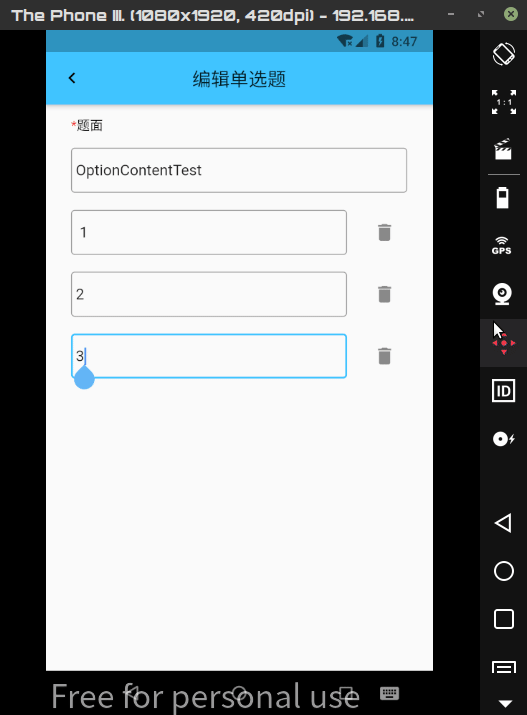 The Phone III. (1080x1920, 420dpi) - 192.168....
8:47
编辑单选题
1:1
*题面
OptionContentTest
1
GPS
2
3
ID
Free for personal use